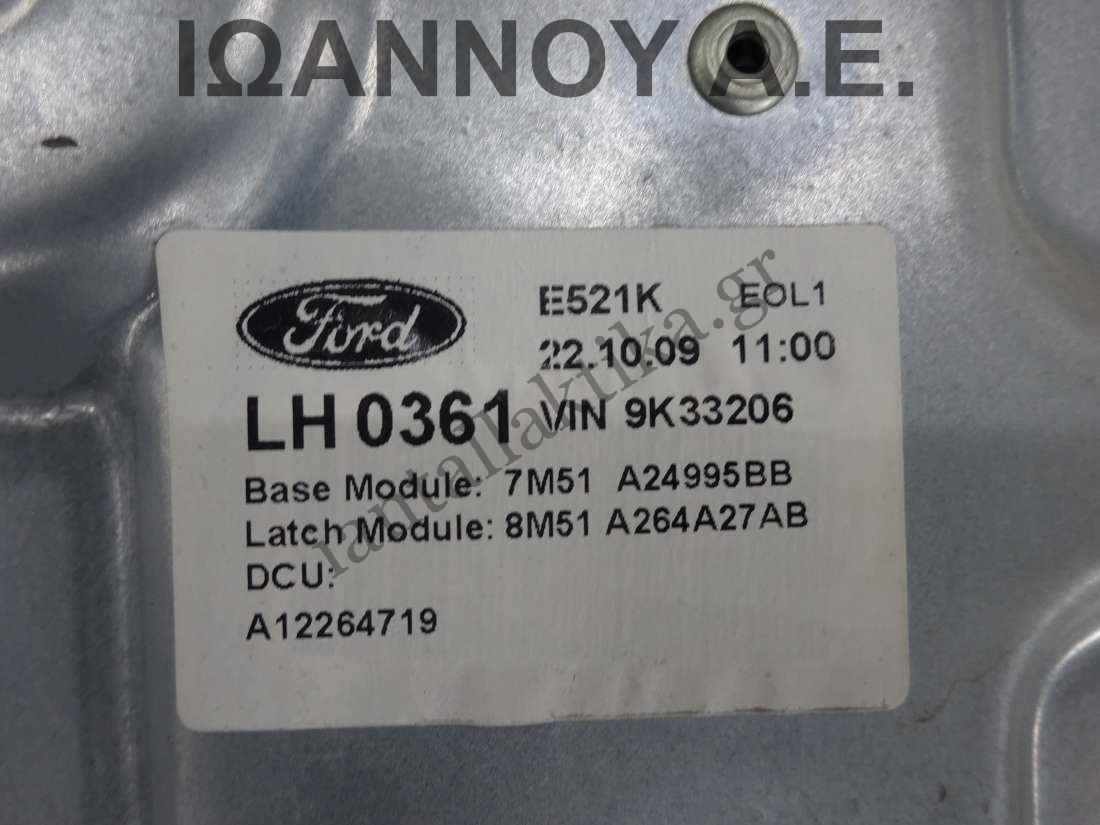 ΙΩΑΝΝΟΥ Α.Ε.
Ford
E521K EOL1
22.10.09 11:00
LH 0361 VIN 9K33206
Base Module: 7M51 A24995BB
Latch Module: 8M51 A264A27AB
DCU:
A12264719
iantallaktika.gr